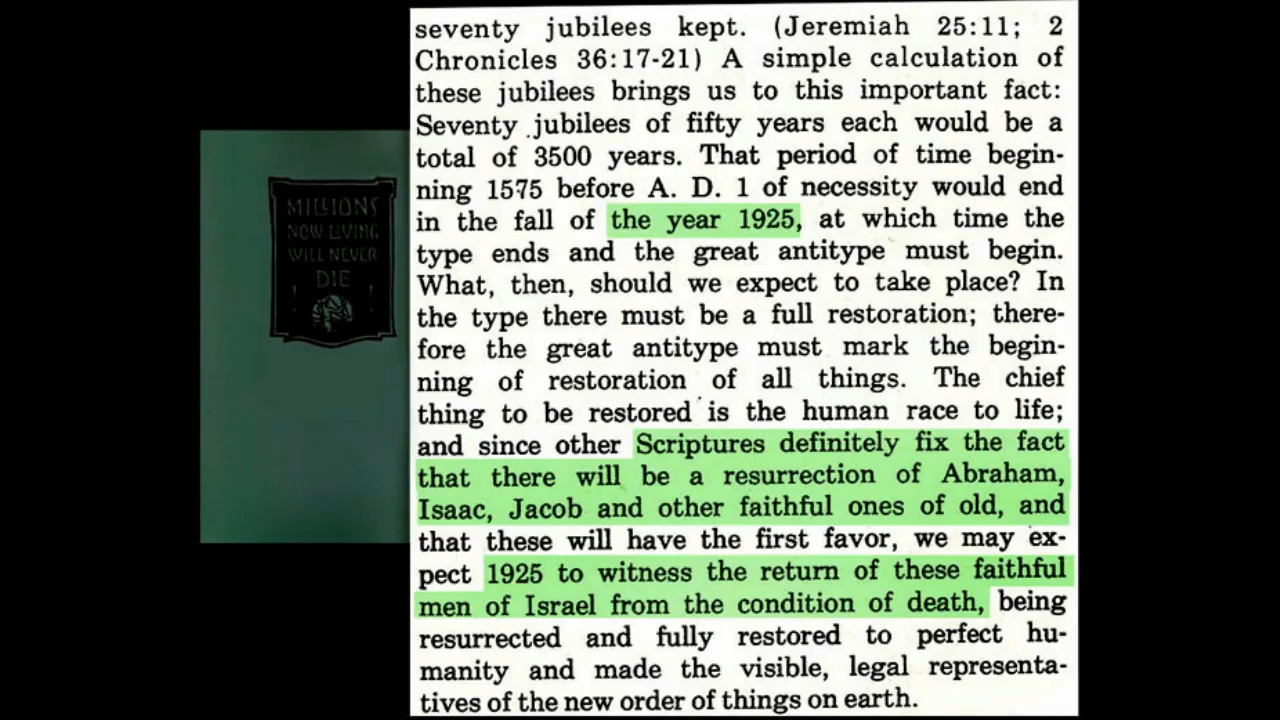 MILLIONS
NOW LIVING
WILL NEVER
DIE
seventy jubilees kept. (Jeremiah 25:11; 2
Chronicles 36:17-21) A simple calculation of
these jubilees brings us to this important fact:
Seventy jubilees of fifty years each would be a
total of 3500 years. That period of time begin-
ning 1575 before A. D. 1 of necessity would end
in the fall of the year 1925, at which time the
type ends and the great antitype must begin.
What, then, should we expect to take place? In
the type there must be a full restoration; there-
fore the great antitype must mark the begin-
ning of restoration of all things. The chief
thing to be restored is the human race to life;
and since other Scriptures definitely fix the fact
that there will be a resurrection of Abraham,
Isaac, Jacob and other faithful ones of old, and
that these will have the first favor, we may ex-
pect 1925 to witness the return of these faithful
men of Israel from the condition of death, being
resurrected and fully restored to perfect hu-
manity and made the visible, legal representa-
tives of the new order of things on earth.